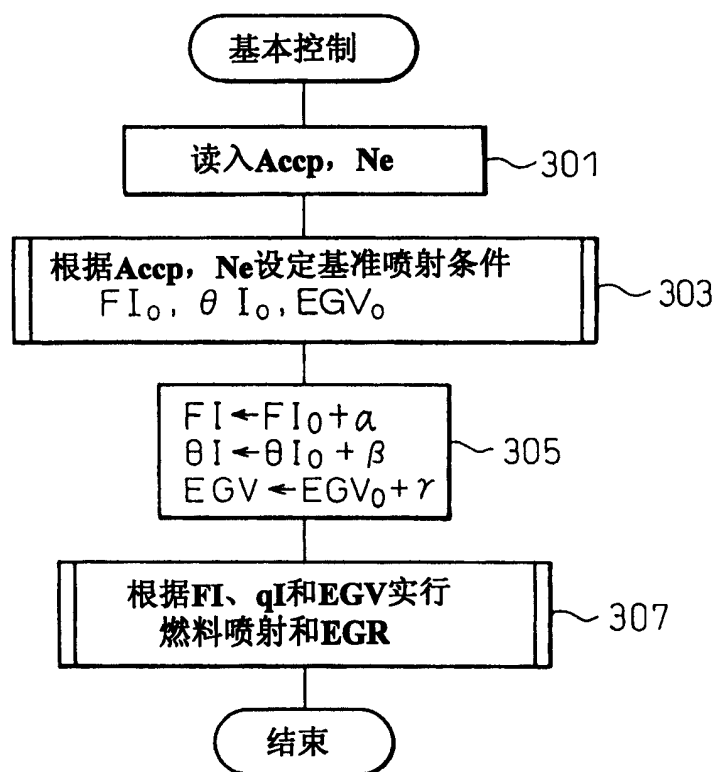 基本控制
读入Accp，Ne
301
根据Accp，Ne设定基准喷射条件
FI₀, θ I₀, EGV₀
303
FI←FI₀+α
θI←θI₀+β
EGV←EGV₀+γ
305
根据FI、qI和EGV实行
燃料喷射和EGR
307
结束